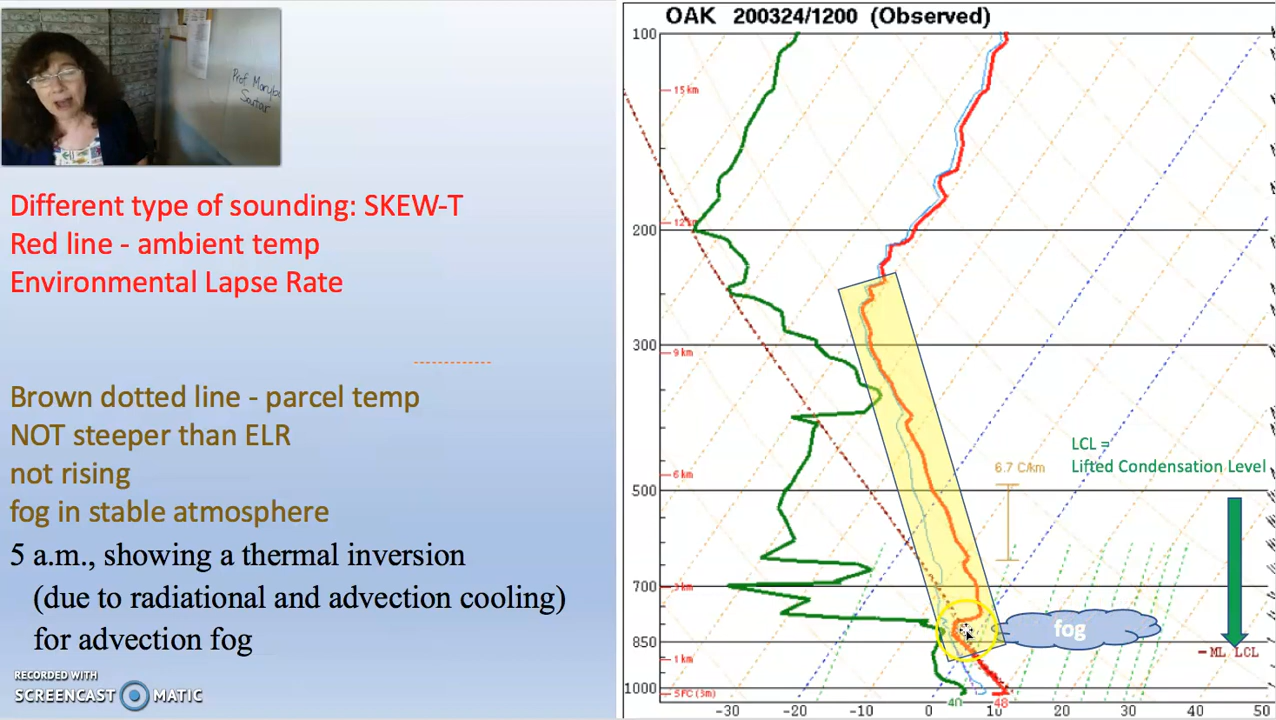 Prof Marybe
Soutar
Different type of sounding: SKEW-T
Red line - ambient temp
Environmental Lapse Rate
Brown dotted line - parcel temp
NOT steeper than ELR
not rising
fog in stable atmosphere
5 a.m., showing a thermal inversion
(due to radiational and advection cooling)
for advection fog
RECORDED WITH
SCREENCAST MATIC
OAK 200324/1200 (Observed)
100
15 km
12 km
200
300
9 km
6.7 C/km
LCL =
Lifted Condensation Level
6 km
500
700
3 km
fog
850
ML LCL
1 km
1000
SFC (3m)
40
48
-30
-20
-10
0
10
20
30
40
50